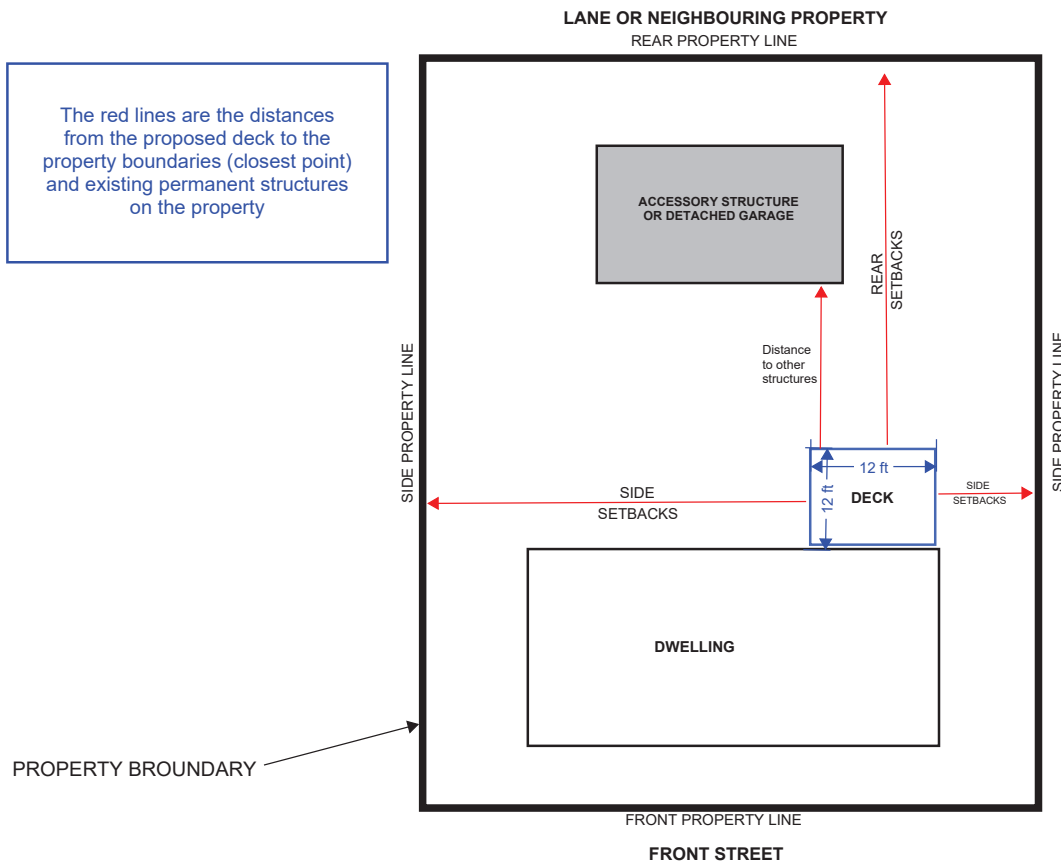 LANE OR NEIGHBOURING PROPERTY
REAR PROPERTY LINE
The red lines are the distances
from the proposed deck to the
property boundaries (closest point)
and existing permanent structures
on the property
ACCESSORY STRUCTURE
OR DETACHED GARAGE
REAR
SETBACKS
Distance
to other
structures
SIDE PROPERTY LINE
SIDE PROPERTY LINE
12 ft
12 ft
DECK
SIDE
SETBACKS
SIDE
SETBACKS
DWELLING
PROPERTY BROUNDARY
FRONT PROPERTY LINE
FRONT STREET